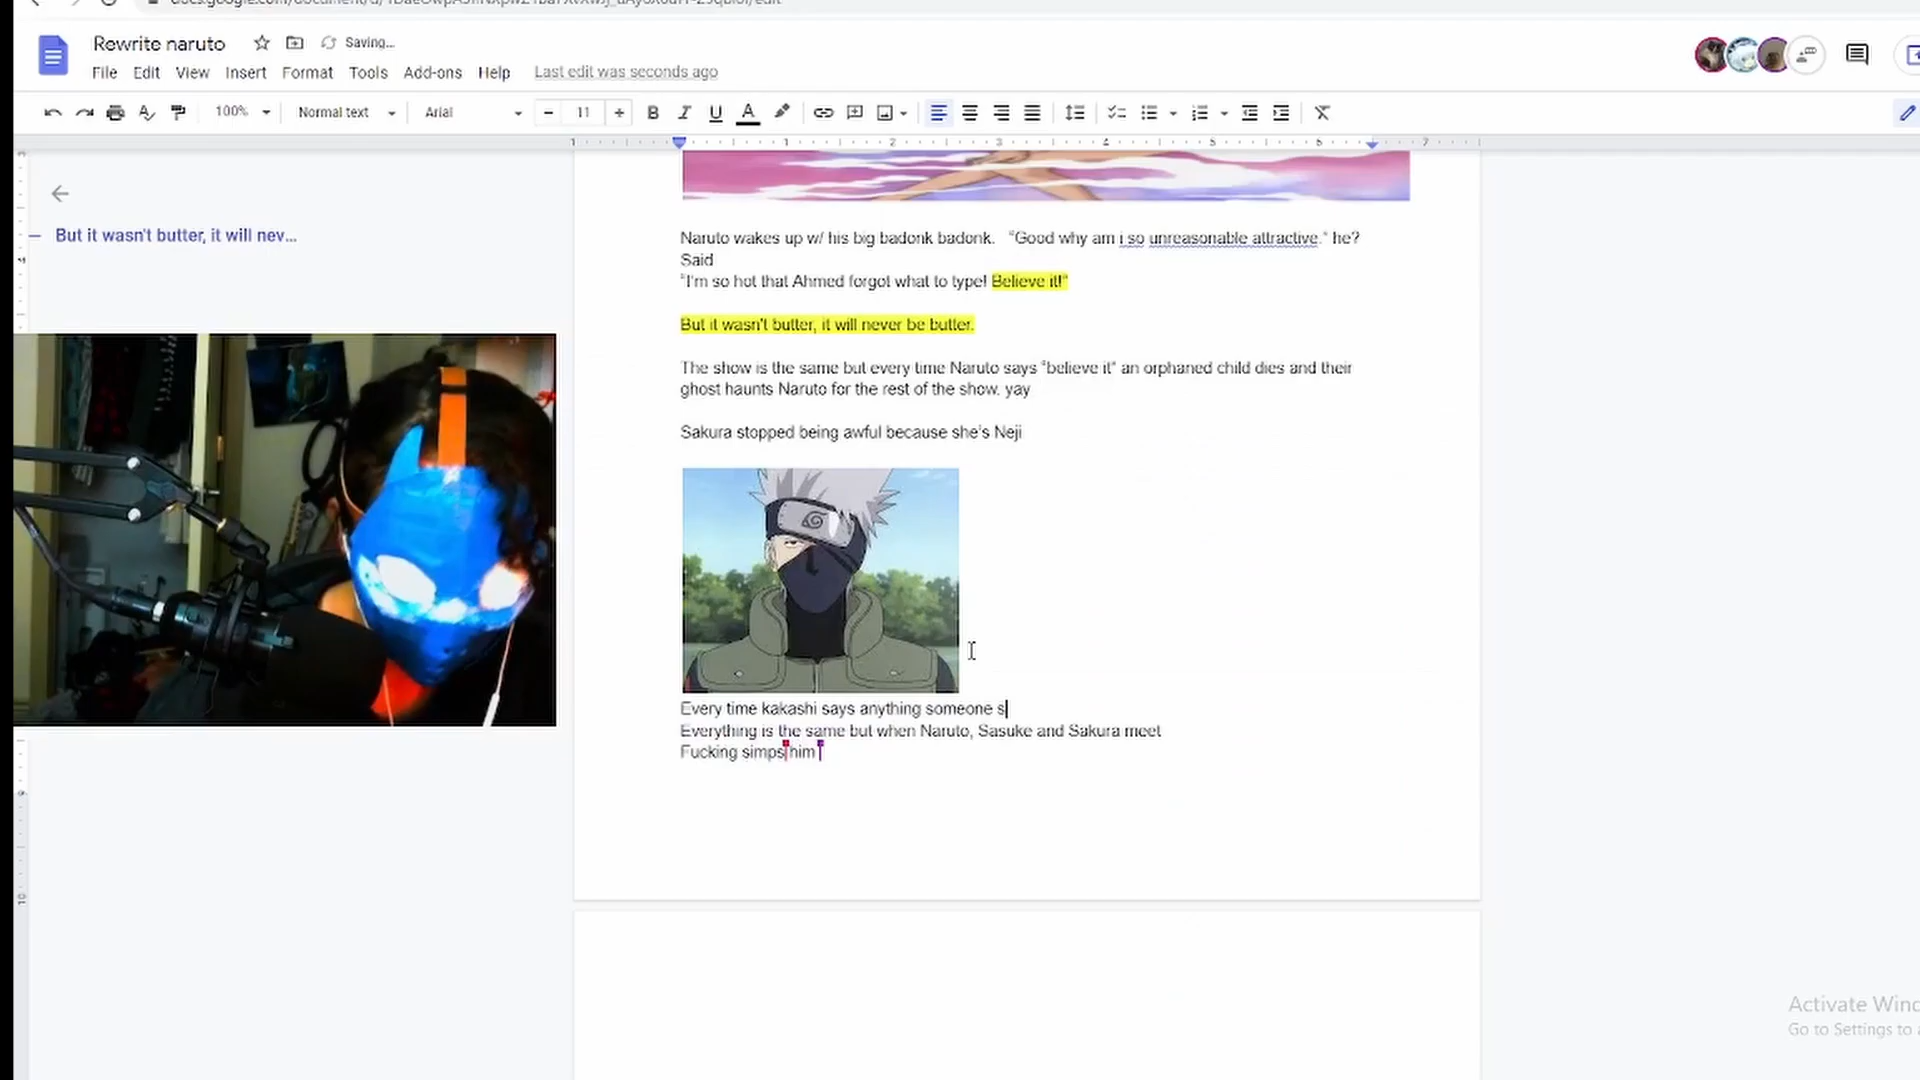 Rewrite naruto
Saving...
File Edit View Insert Format Tools Add-ons Help Last edit was seconds ago
100% Normal text Arial 11
But it wasn't butter, it will nev...
Naruto wakes up w/ his big badonk badonk. “Good why am i so unreasonable attractive.” he?
Said
“I'm so hot that Ahmed forgot what to type! Believe it!”
But it wasn't butter, it will never be butter.
The show is the same but every time Naruto says “believe it” an orphaned child dies and their
ghost haunts Naruto for the rest of the show. yay
Sakura stopped being awful because she's Neji
Every time kakashi says anything someone s
Everything is the same but when Naruto, Sasuke and Sakura meet
Fucking simps him
Activate Winc
Go to Settings to